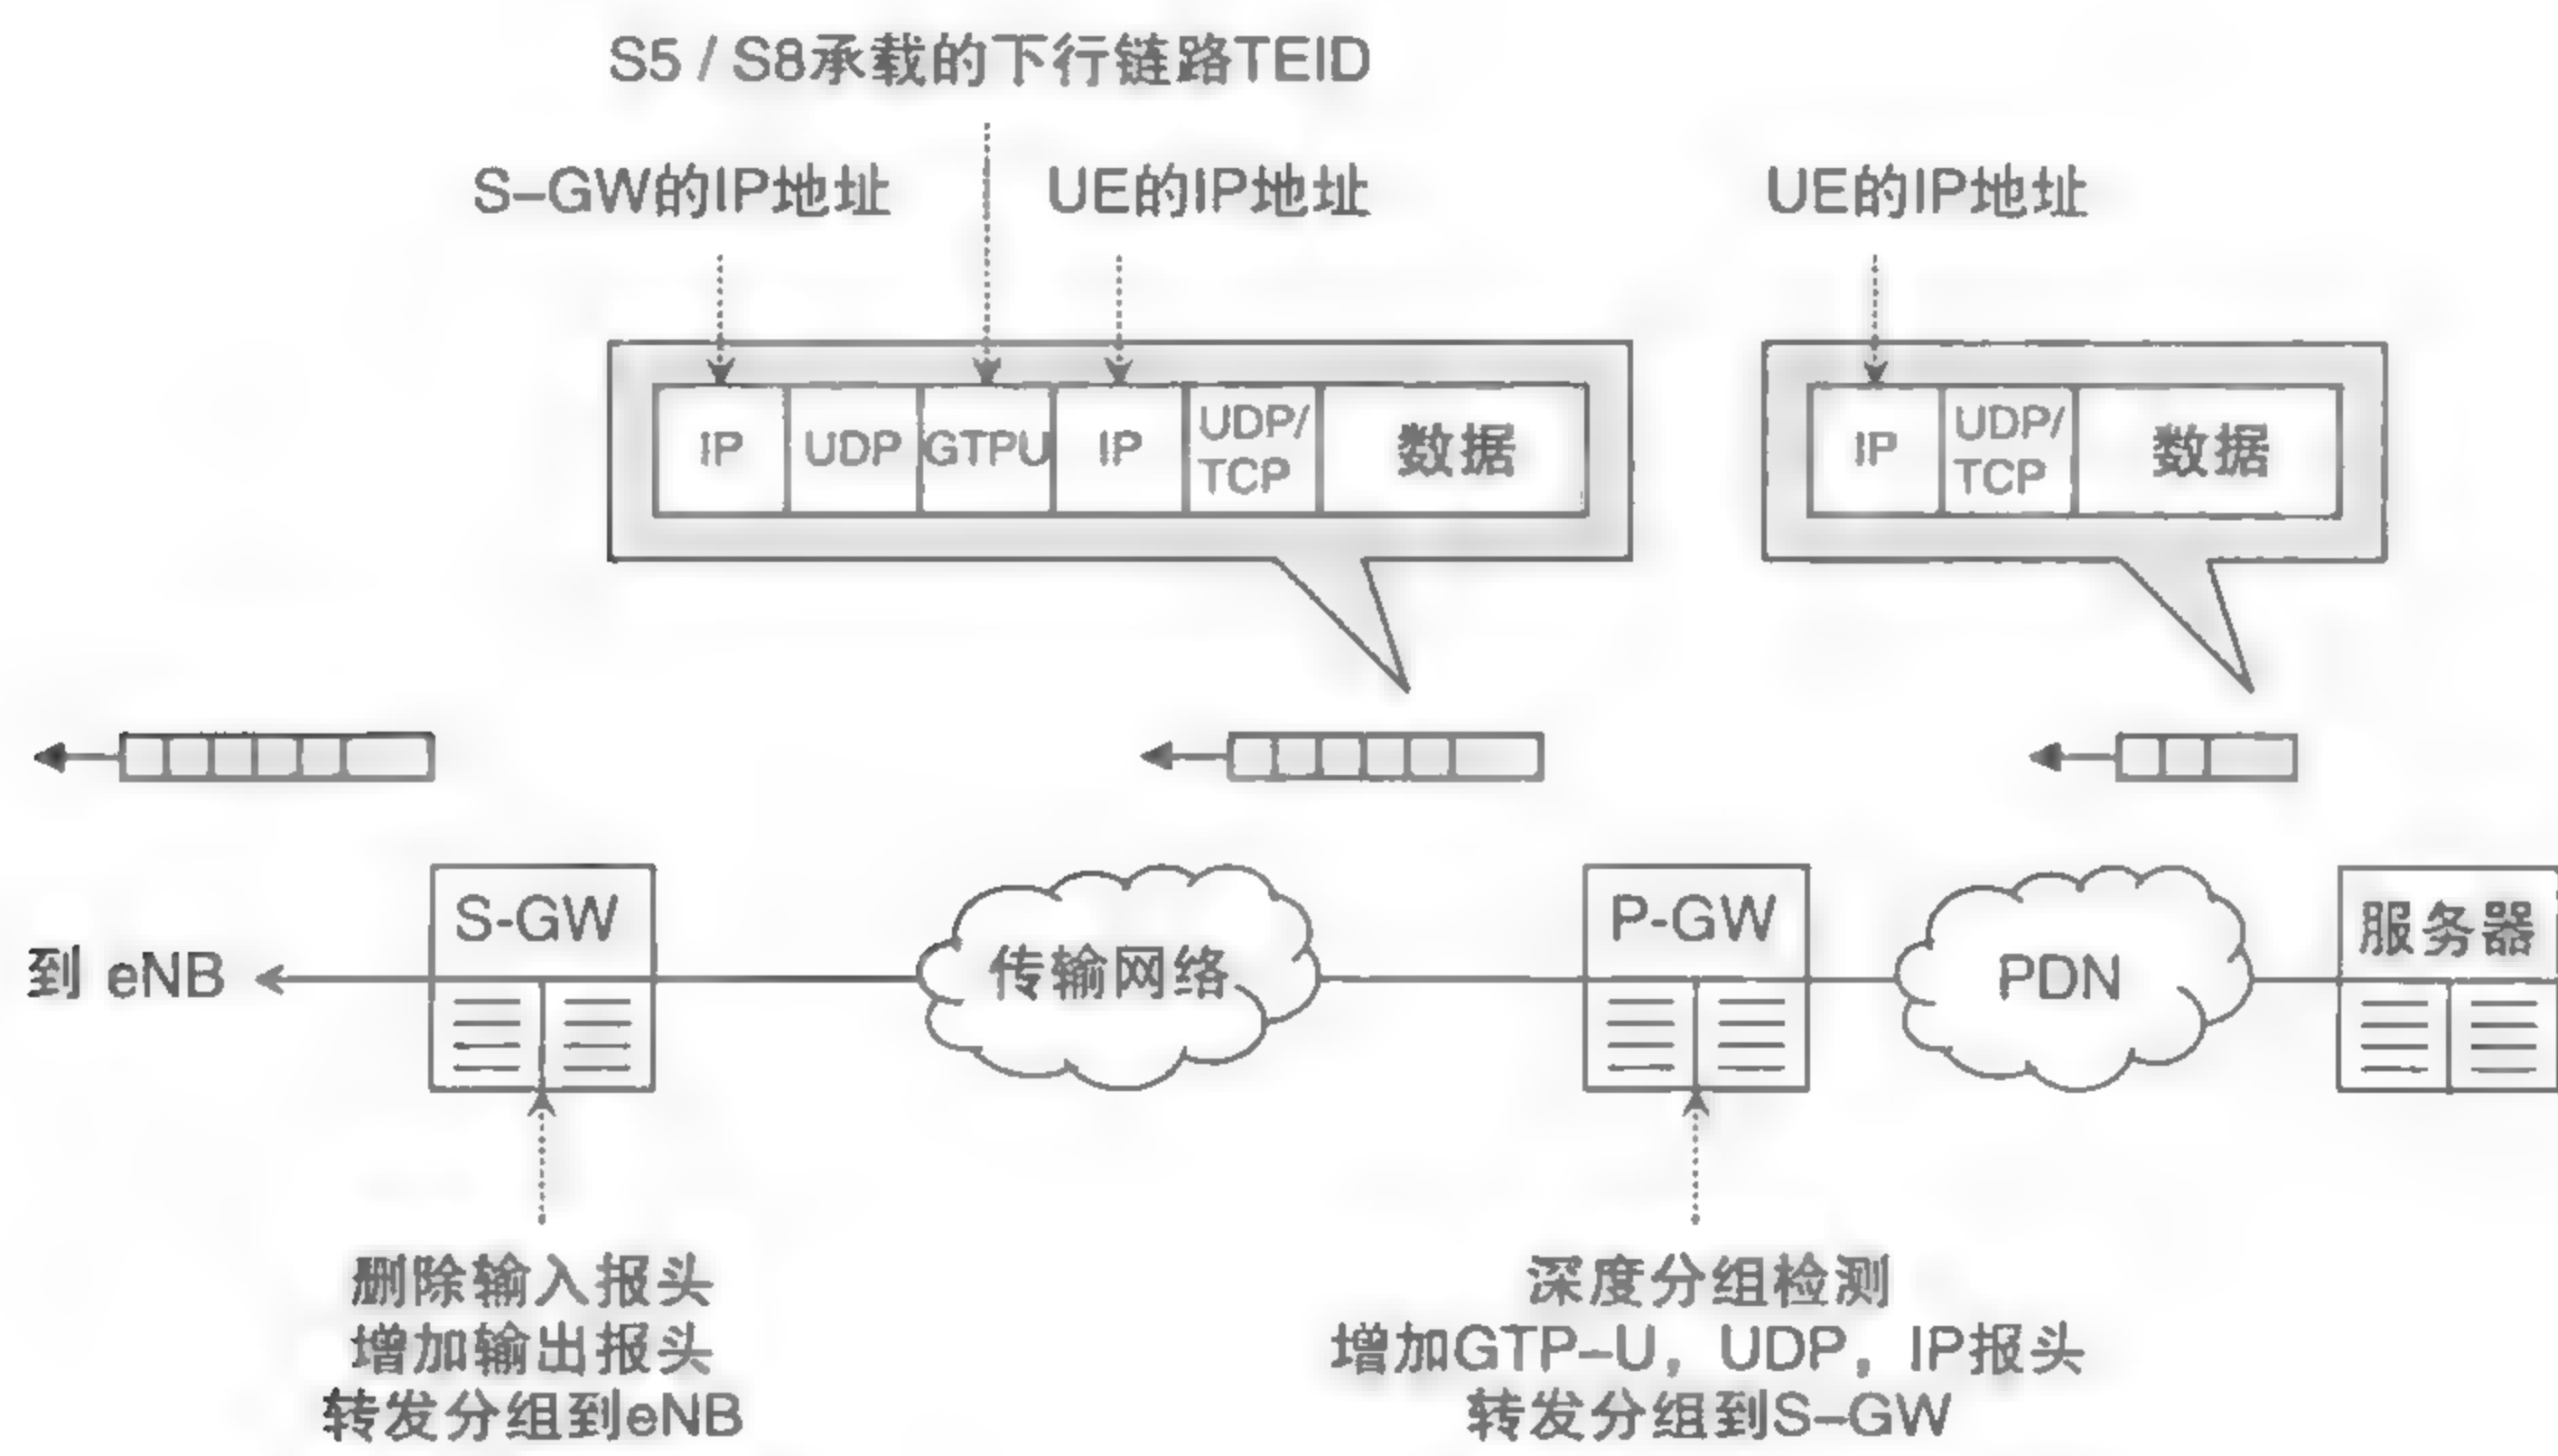 S5 / S8承载的下行链路TEID
S–GW的IP地址
UE的IP地址
UE的IP地址
IP
UDP
GTPU
IP
UDP/
TCP
数据
IP
UDP/
TCP
数据
到 eNB
S-GW
传输网络
P-GW
PDN
服务器
删除输入报头
增加输出报头
转发分组到eNB
深度分组检测
增加GTP–U，UDP，IP报头
转发分组到S–GW